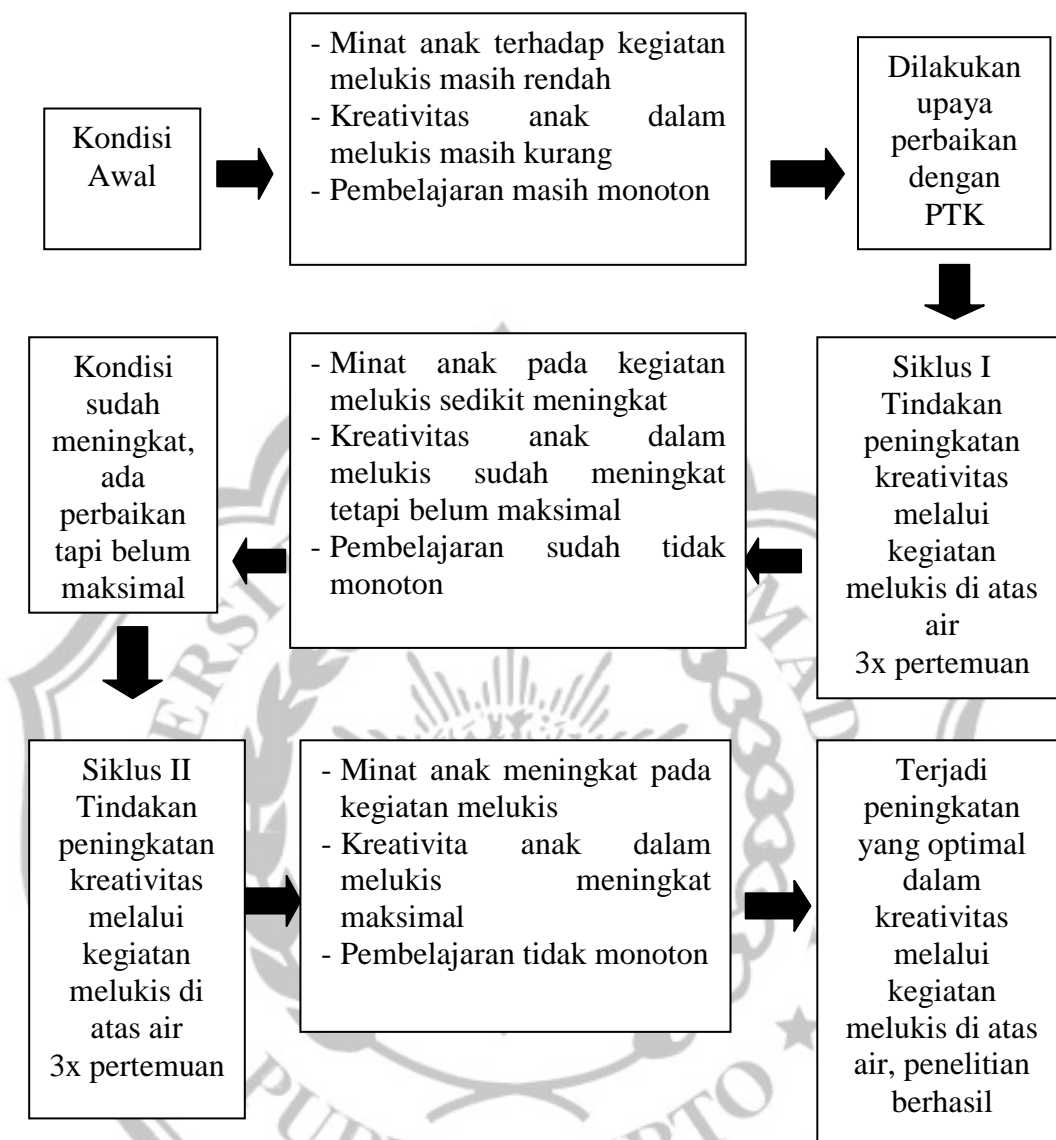 Kondisi
Awal
- Minat anak terhadap kegiatan
melukis masih rendah
- Kreativitas anak dalam
melukis masih kurang
- Pembelajaran masih monoton
Dilakukan
upaya
perbaikan
dengan
PTK
Siklus I
Tindakan
peningkatan
kreativitas
melalui
kegiatan
melukis di atas
air
3x pertemuan
- Minat anak pada kegiatan
melukis sedikit meningkat
- Kreativitas anak dalam
melukis sudah meningkat
tetapi belum maksimal
- Pembelajaran sudah tidak
monoton
Kondisi
sudah
meningkat,
ada
perbaikan
tapi belum
maksimal
Siklus II
Tindakan
peningkatan
kreativitas
melalui
kegiatan
melukis di
atas air
3x pertemuan
- Minat anak meningkat pada
kegiatan melukis
- Kreativita anak dalam
melukis meningkat
maksimal
- Pembelajaran tidak monoton
Terjadi
peningkatan
yang optimal
dalam
kreativitas
melalui
kegiatan
melukis di atas
air, penelitian
berhasil